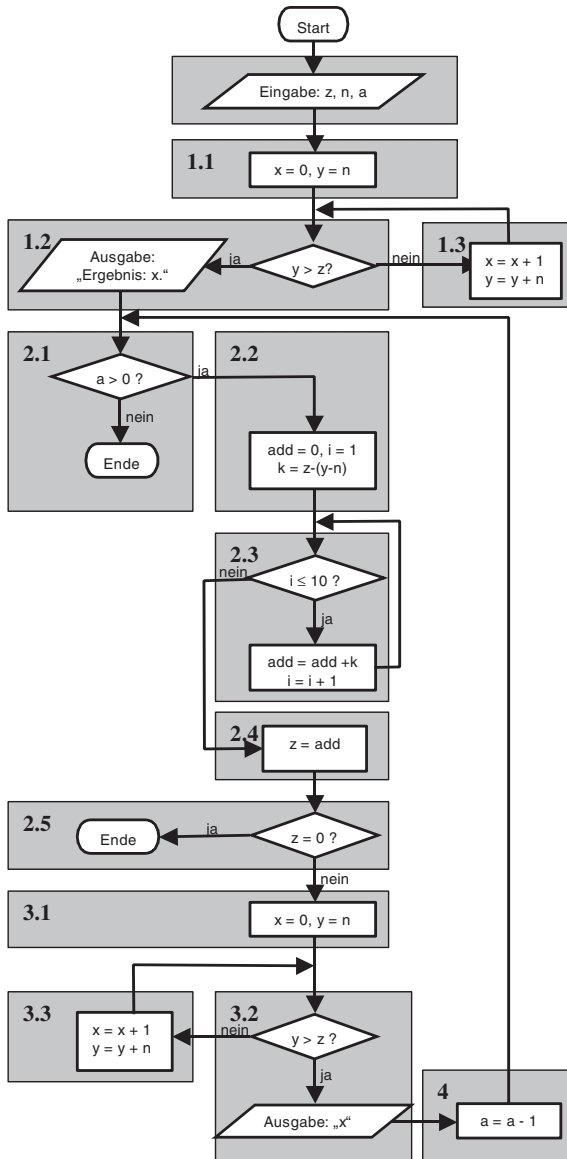 Start
Eingabe: z, n, a
1.1
x = 0, y = n
1.2
Ausgabe:
„Ergebnis: x.“
ja
y > z?
nein
1.3
x = x + 1
y = y + n
2.1
a > 0 ?
ja
nein
Ende
2.2
add = 0, i = 1
k = z-(y-n)
2.3
nein
i ≤ 10 ?
ja
add = add +k
i = i + 1
2.4
z = add
2.5
Ende
ja
z = 0 ?
nein
3.1
x = 0, y = n
3.3
x = x + 1
y = y + n
nein
3.2
y > z ?
ja
Ausgabe: „x“
4
a = a - 1